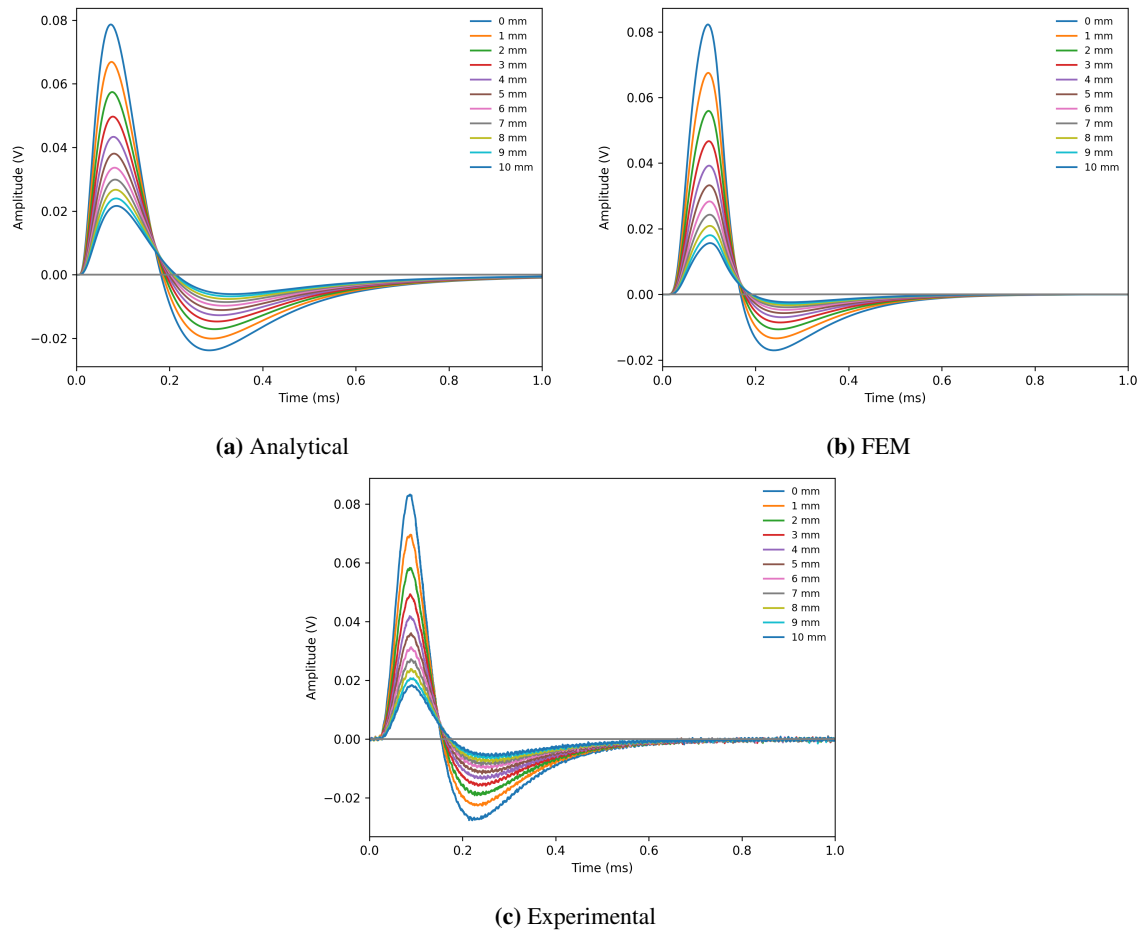 0.08
0.06
0.04
0.02
0.00
−0.02
Amplitude (V)
0.0 0.2 0.4 0.6 0.8 1.0
Time (ms)
0 mm
1 mm
2 mm
3 mm
4 mm
5 mm
6 mm
7 mm
8 mm
9 mm
10 mm
(a) Analytical
0.08
0.06
0.04
0.02
0.00
−0.02
Amplitude (V)
0.0 0.2 0.4 0.6 0.8 1.0
Time (ms)
0 mm
1 mm
2 mm
3 mm
4 mm
5 mm
6 mm
7 mm
8 mm
9 mm
10 mm
(b) FEM
0.08
0.06
0.04
0.02
0.00
−0.02
Amplitude (V)
0.0 0.2 0.4 0.6 0.8 1.0
Time (ms)
0 mm
1 mm
2 mm
3 mm
4 mm
5 mm
6 mm
7 mm
8 mm
9 mm
10 mm
(c) Experimental